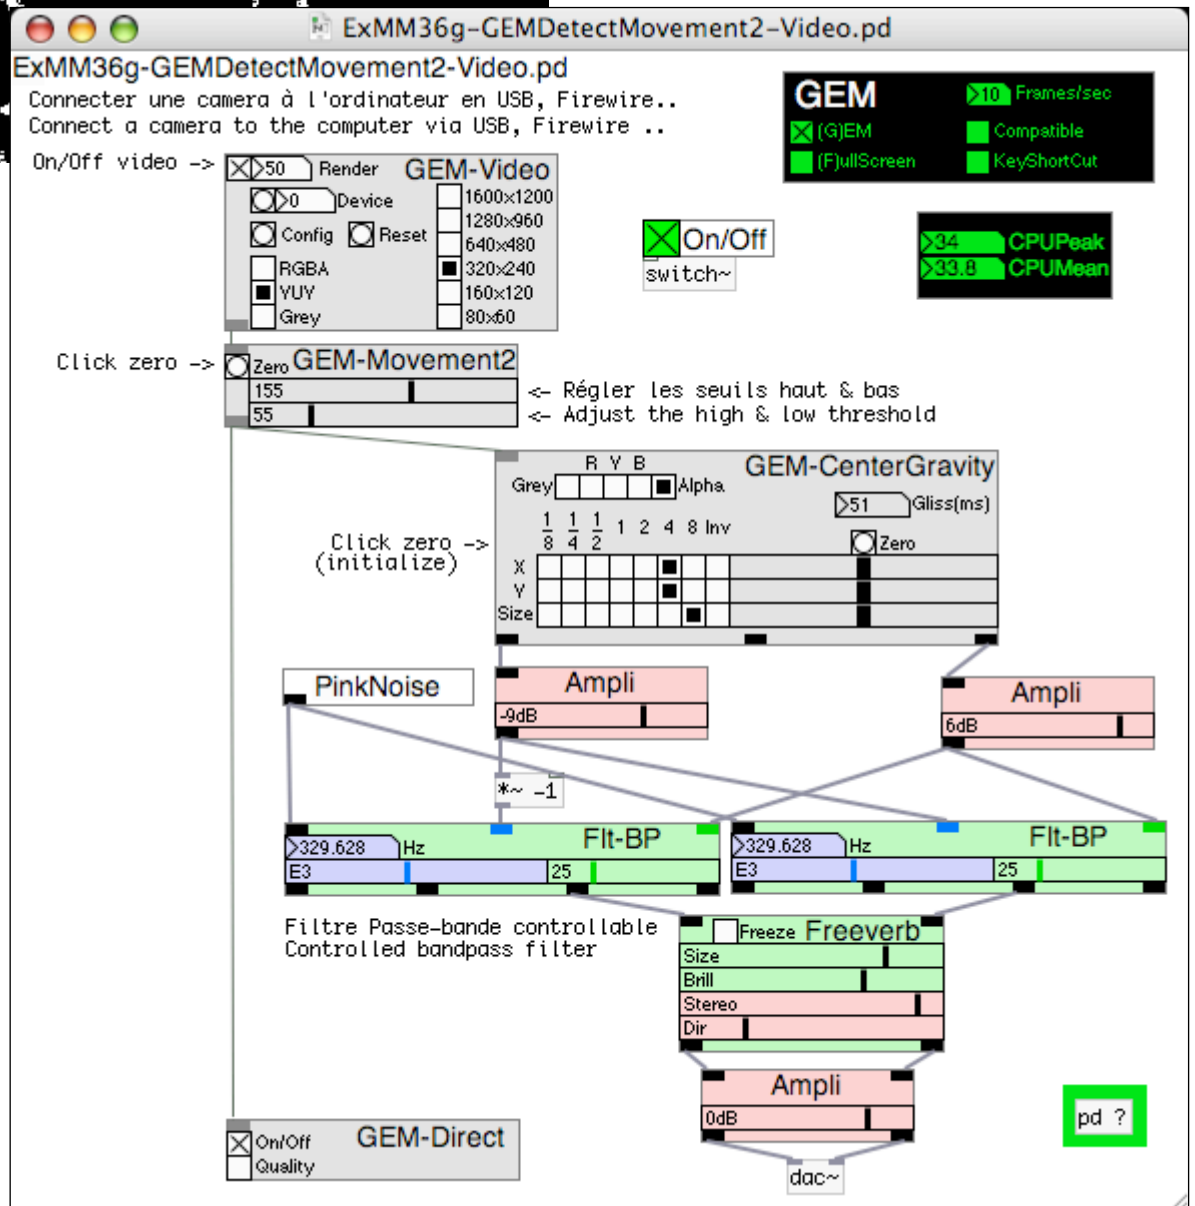 ExMM36g-GEMDetectMovement2-Video.pd
ExMM36g-GEMDetectMovement2-Video.pd
Connecter une camera à l'ordinateur en USB, Firewire..
Connect a camera to the computer via USB, Firewire ..
GEM
10 Frames/sec
(G)EM
Compatible
(F)ullScreen
KeyShortCut
On/Off video ->
50 Render
GEM-Video
0 Device
Config
Reset
RGBA
YUY
Grey
1600x1200
1280x960
640x480
320x240
160x120
80x60
On/Off
switch~
34 CPUPeak
33.8 CPUMean
Click zero ->
Zero GEM-Movement2
155
<- Régler les seuils haut & bas
55
<- Adjust the high & low threshold
R Y B
GEM-CenterGravity
Grey
Alpha
51 Gliss(ms)
1/8 1/4 1/2 1 2 4 8 Inv
Click zero ->
(initialize)
Zero
X
Y
Size
PinkNoise
Ampli
-9dB
Ampli
6dB
*~ -1
Flt-BP
329.628 Hz
E3
25
Flt-BP
329.628 Hz
E3
25
Filtre Passe-bande controllable
Controlled bandpass filter
Freeze Freeverb
Size
Brill
Stereo
Dir
Ampli
0dB
dac~
pd ?
On/Off
GEM-Direct
Quality